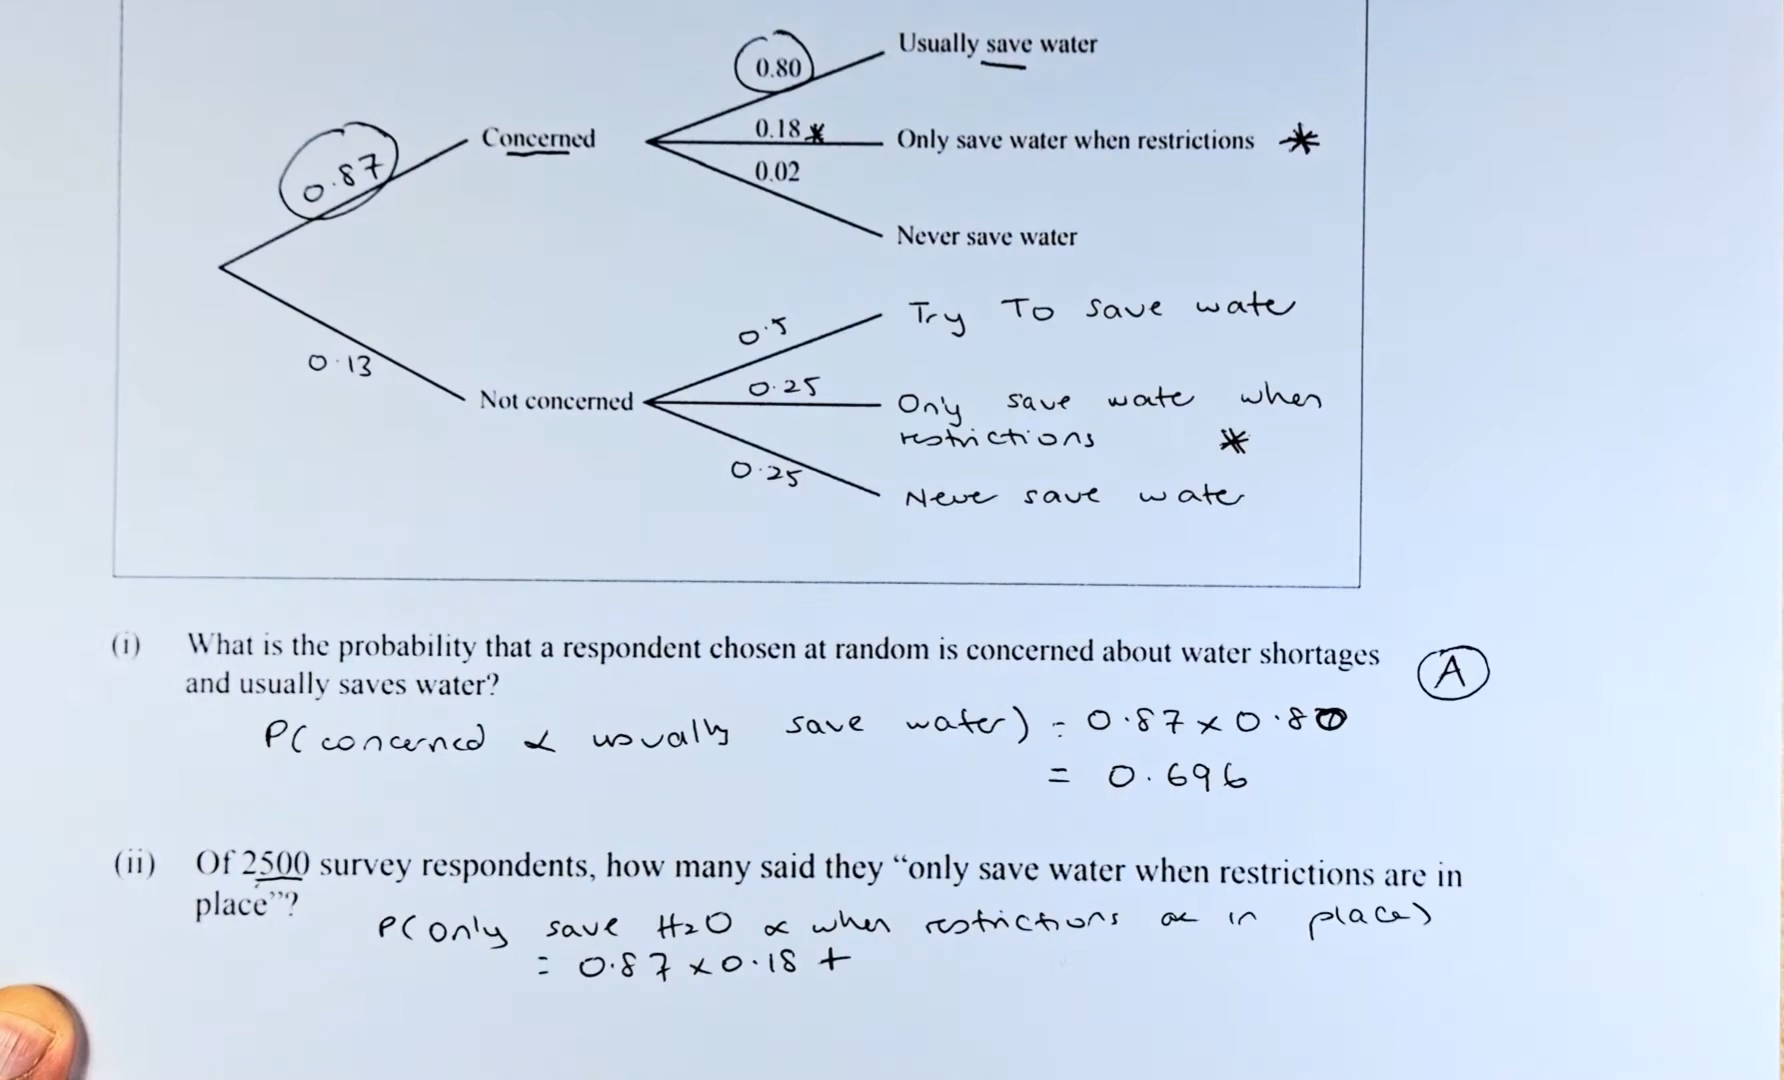 0.80 Usually save water
0.18 * Only save water when restrictions *
0.87 Concerned
0.02
Never save water
0.5 Try To save wate
0.13
0.25
Not concerned Only save wate when
restrictions *
0.25
Neve save wate
(i) What is the probability that a respondent chosen at random is concerned about water shortages
and usually saves water? A
P( concerned & usually save water) = 0.87 x 0.80
= 0.696
(ii) Of 2500 survey respondents, how many said they “only save water when restrictions are in
place”?
P( only save H2O & when restrictions are in place)
= 0.87 x 0.18 +